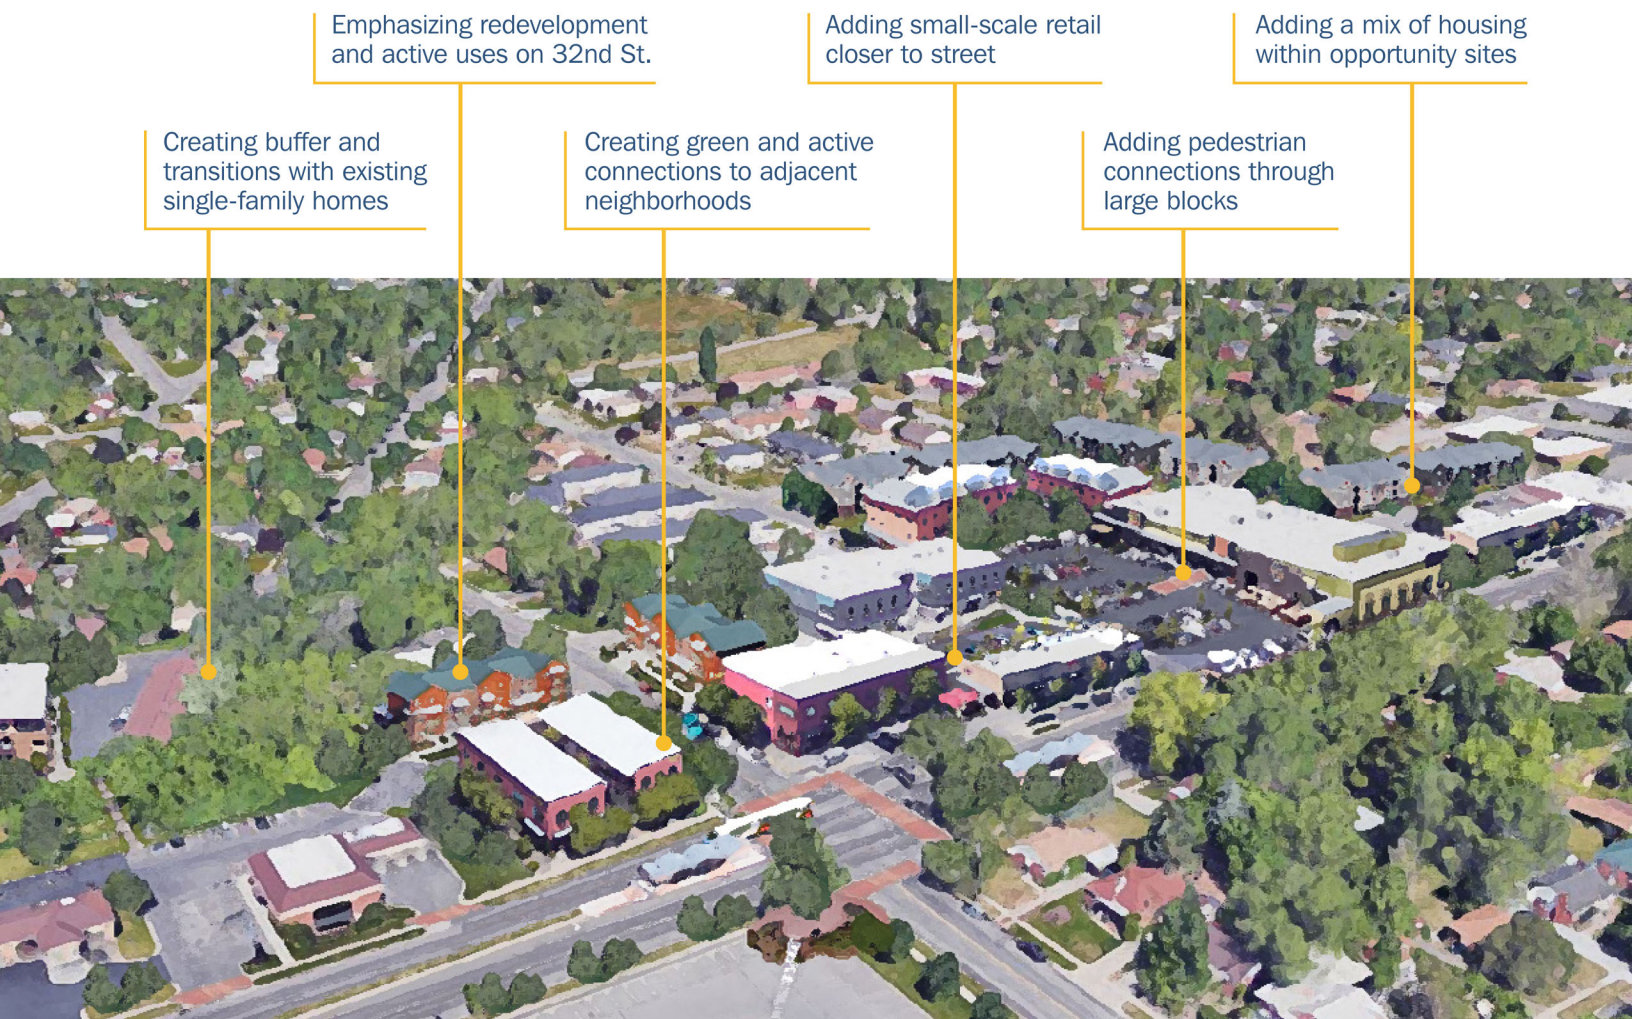 Emphasizing redevelopment
and active uses on 32nd St.
Adding small-scale retail
closer to street
Adding a mix of housing
within opportunity sites
Creating buffer and
transitions with existing
single-family homes
Creating green and active
connections to adjacent
neighborhoods
Adding pedestrian
connections through
large blocks